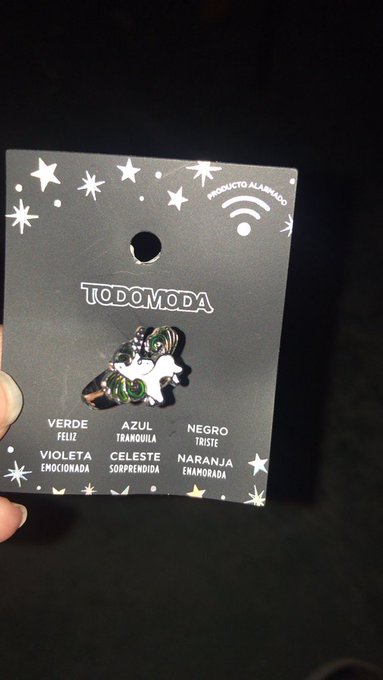 PRODUCTO ALARMADO
TODOMODA
VERDE
FELIZ
AZUL
TRANQUILA
NEGRO
TRISTE
VIOLETA
EMOCIONADA
CELESTE
SORPRENDIDA
NARANJA
ENAMORADA